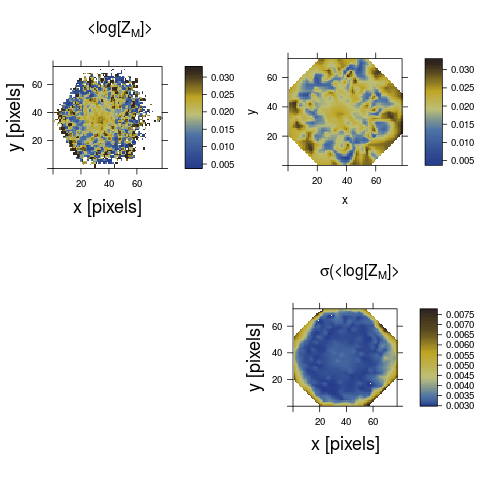 <log[Z_M]>
60
40
20
20 40 60
y [pixels]
x [pixels]
0.030
0.025
0.020
0.015
0.010
0.005
60
40
20
20 40 60
y
x
0.030
0.025
0.020
0.015
0.010
0.005
σ(<log[Z_M]>
60
40
20
20 40 60
y [pixels]
x [pixels]
0.0075
0.0070
0.0065
0.0060
0.0055
0.0050
0.0045
0.0040
0.0035
0.0030